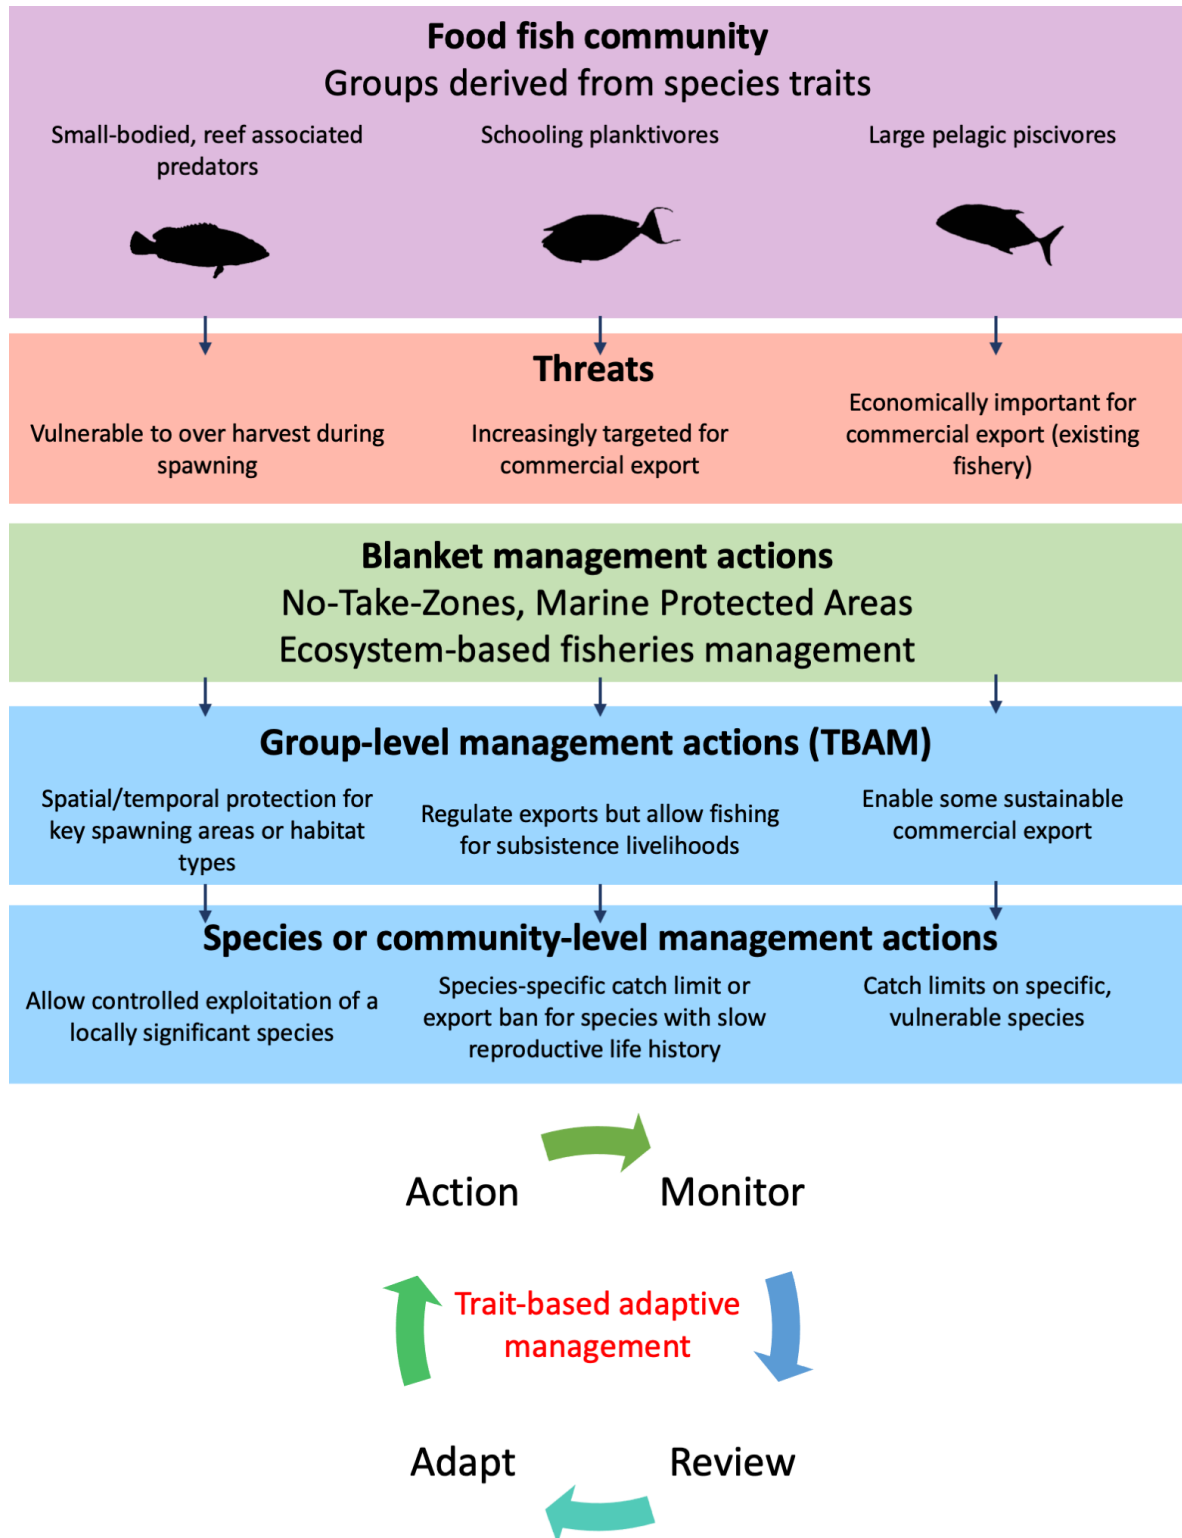 Food fish community
Groups derived from species traits
Small-bodied, reef associated
predators
Schooling planktivores
Large pelagic piscivores
Threats
Vulnerable to over harvest during
spawning
Increasingly targeted for
commercial export
Economically important for
commercial export (existing
fishery)
Blanket management actions
No-Take-Zones, Marine Protected Areas
Ecosystem-based fisheries management
Group-level management actions (TBAM)
Spatial/temporal protection for
key spawning areas or habitat
types
Regulate exports but allow fishing
for subsistence livelihoods
Enable some sustainable
commercial export
Species or community-level management actions
Allow controlled exploitation of a
locally significant species
Species-specific catch limit or
export ban for species with slow
reproductive life history
Catch limits on specific,
vulnerable species
Action
Monitor
Trait-based adaptive
management
Adapt
Review